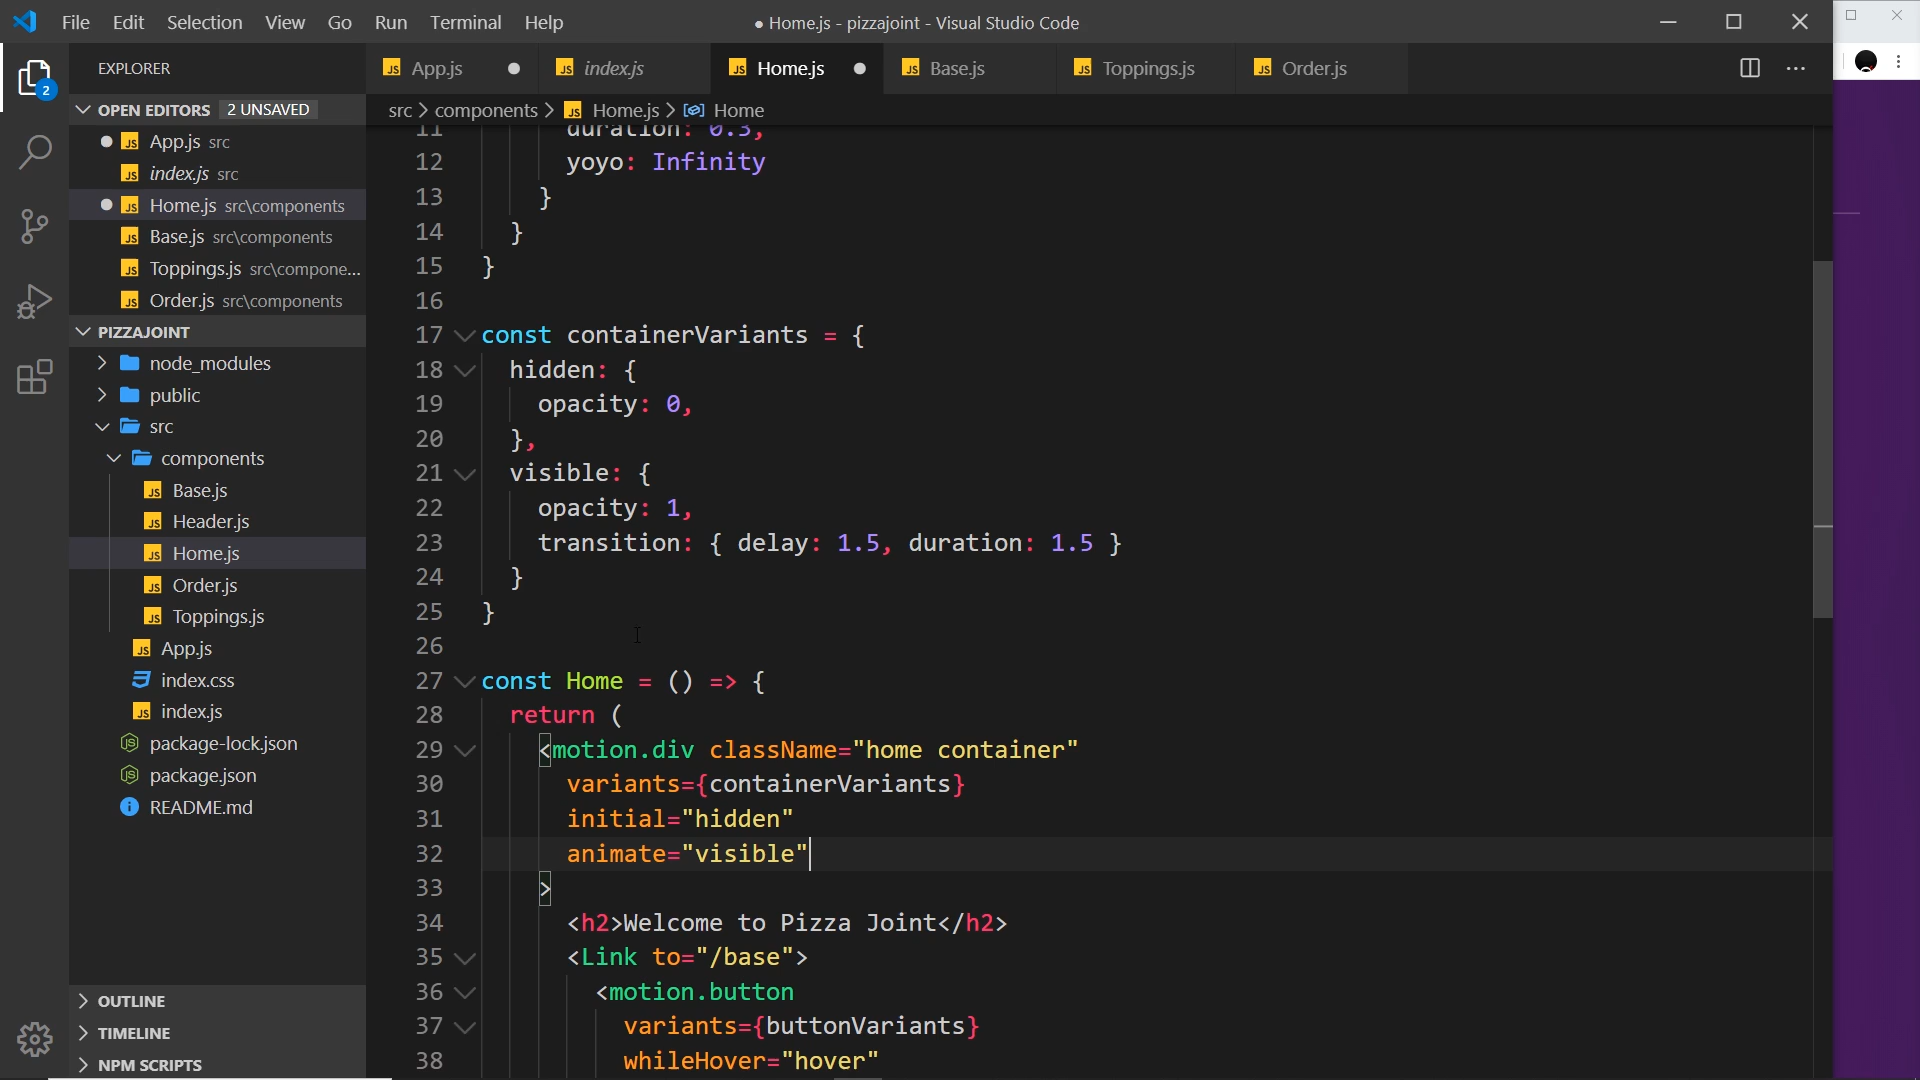 File Edit Selection View Go Run Terminal Help
● Home.js - pizzajoint - Visual Studio Code
EXPLORER
OPEN EDITORS 2 UNSAVED
App.js src
index.js src
Home.js src\components
Base.js src\components
Toppings.js src\compone...
Order.js src\components
PIZZAJOINT
node_modules
public
src
components
Base.js
Header.js
Home.js
Order.js
Toppings.js
App.js
index.css
index.js
package-lock.json
package.json
README.md
OUTLINE
TIMELINE
NPM SCRIPTS
2
App.js index.js Home.js Base.js Toppings.js Order.js
src > components > Home.js > Home
11 duration: 0.3,
12 yoyo: Infinity
13 }
14 }
15 }
16
17 const containerVariants = {
18 hidden: {
19 opacity: 0,
20 },
21 visible: {
22 opacity: 1,
23 transition: { delay: 1.5, duration: 1.5 }
24 }
25 }
26
27 const Home = () => {
28 return (
29 <motion.div className="home container"
30 variants={containerVariants}
31 initial="hidden"
32 animate="visible"
33 >
34 <h2>Welcome to Pizza Joint</h2>
35 <Link to="/base">
36 <motion.button
37 variants={buttonVariants}
38 whileHover="hover"